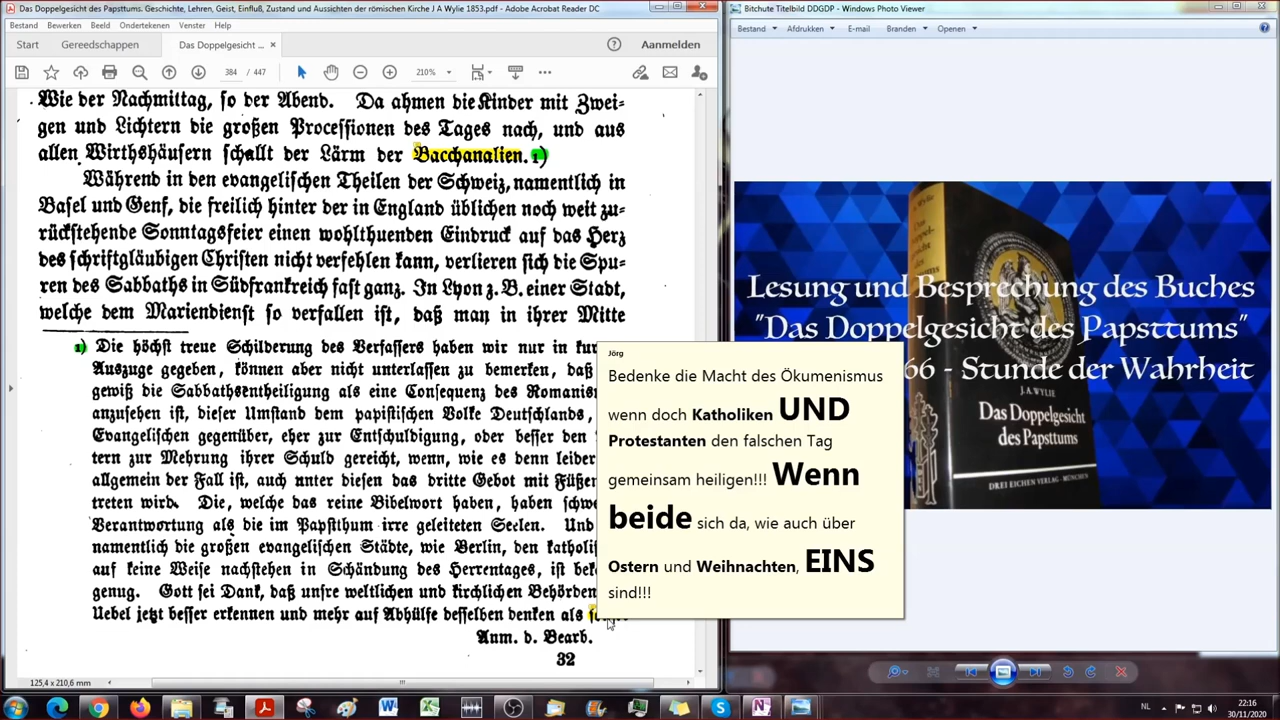 Das Doppelgesicht des Papsttums. Geschichte, Lehren, Geist, Einfluß, Zustand und Aussichten der römischen Kirche J A Wylie 1853.pdf - Adobe Acrobat Reader DC
Bestand Bewerken Beeld Ondertekenen Venster Help
Start Gereedschappen Das Doppelgesicht ... × Aanmelden
384 / 447 210%
Wie der Nachmittag, so der Abend. Da ahmen die Kinder mit Zwei-
gen und Lichtern die großen Processionen des Tages nach, und aus
allen Wirthshäusern schallt der Lärm der Bacchanalien. 1)
Während in den evangelischen Theilen der Schweiz, namentlich in
Basel und Genf, die freilich hinter der in England üblichen noch weit zu-
rückstehende Sonntagsfeier einen wohlthuenden Eindruck auf das Herz
des schriftgläubigen Christen nicht verfehlen kann, verlieren sich die Spu-
ren des Sabbaths in Südfrankreich fast ganz. In Lyon z. B. einer Stadt,
welche dem Mariendienst so verfallen ist, daß man in ihrer Mitte
1) Die höchst treue Schilderung des Verfassers haben wir nur in
Auszuge gegeben, können aber nicht unterlassen zu bemerken, daß
gewiß die Sabbathsentheiligung als eine Consequenz des
anzusehen ist, dieser Umstand dem papistischen Volke Deutschlands,
Evangelischen gegenüber, eher zur Entschuldigung, oder besser den
tern zur Mehrung ihrer Schuld gereicht, wenn, wie es denn leider
allgemein der Fall ist, auch unter diesen das dritte Gebot mit
treten wird. Die, welche das reine Bibelwort haben, haben
Verantwortung als die im Papstthum irre geleiteten Seelen. Und
namentlich die großen evangelischen Städte, wie Berlin, den
auf keine Weise nachstehen in Schändung des Herrentages, ist
genug. Gott sei Dank, daß unsre weltlichen und kirchlichen Behörden
Uebel jetzt besser erkennen und mehr auf Abhülfe desselben denken als
Anm. d. Bearb.
32
125,4 x 210,6 mm
Jörg
Bedenke die Macht des Ökumenismus
wenn doch Katholiken UND
Protestanten den falschen Tag
gemeinsam heiligen!!! Wenn
beide sich da, wie auch über
Ostern und Weihnachten, EINS
sind!!!
Bitchute Titelbild DDGDP - Windows Photo Viewer
Bestand Afdrukken E-mail Branden Openen
Lesung und Besprechung des Buches
"Das Doppelgesicht des Papsttums"
66 - Stunde der Wahrheit
J.A.WYLIE
Das Doppelgesicht
des Papsttums
DREI EICHEN VERLAG · MÜNCHEN
NL 22:16
30/11/2020